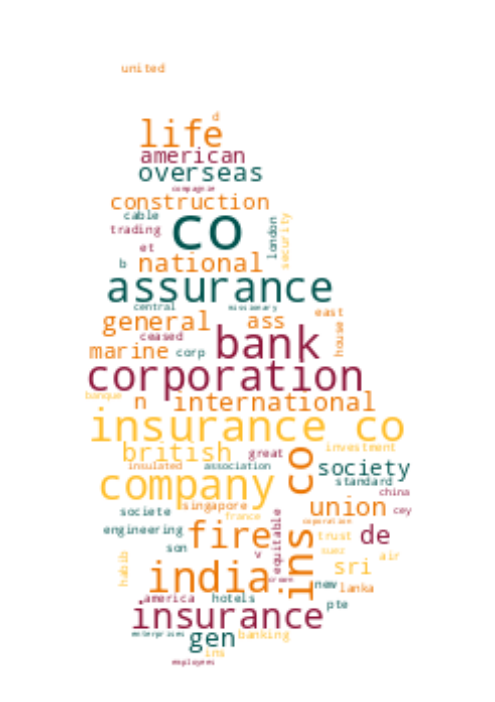 united
d
life
american
overseas
compagnie
construction
cable
co
london
security
trading
et
b
national
assurance
central
missionary
general
ass
east
ceased
bank
house
marine
corp
corporation
banque
n
international
insurance co
british
great
investment
insulated
association
society
company
ins co
standard
china
singapore
union
cey
societe
france
corporation
engineering
fire
equitable
trust
de
son
v
suez
air
habib
india
crown
sri
new
lanka
america
hotels
pte
insurance
enterprises
gen
banking
ins
employees